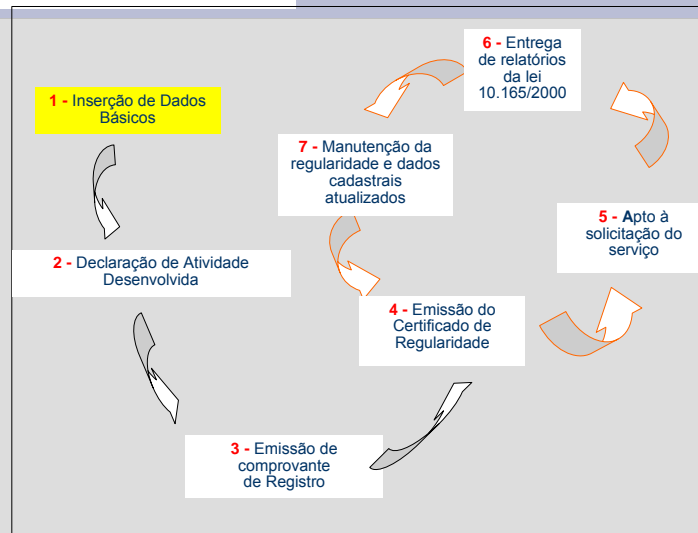 1 - Inserção de Dados
Básicos
2 - Declaração de Atividade
Desenvolvida
3 - Emissão de
comprovante
de Registro
4 - Emissão do
Certificado de
Regularidade
5 - Apto à
solicitação do
serviço
6 - Entrega
de relatórios
da lei
10.165/2000
7 - Manutenção da
regularidade e dados
cadastrais
atualizados